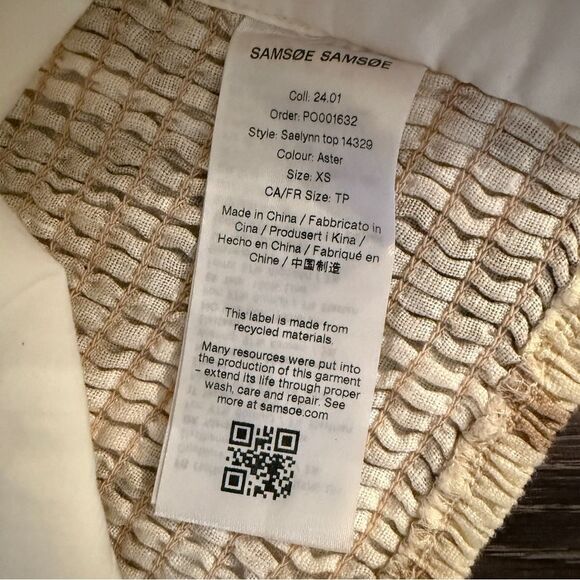 SAMSØE SAMSØE
Coll: 24.01
Order: PO001632
Style: Saelynn top 14329
Colour: Aster
Size: XS
CA/FR Size: TP
Made in China / Fabbricato in
Cina / Produsert i Kina /
Hecho en China / Fabriqué en
Chine / 中国制造
This label is made from
recycled materials.
Many resources were put into
the production of this garment
– extend its life through proper
wash, care and repair. See
more at samsoe.com